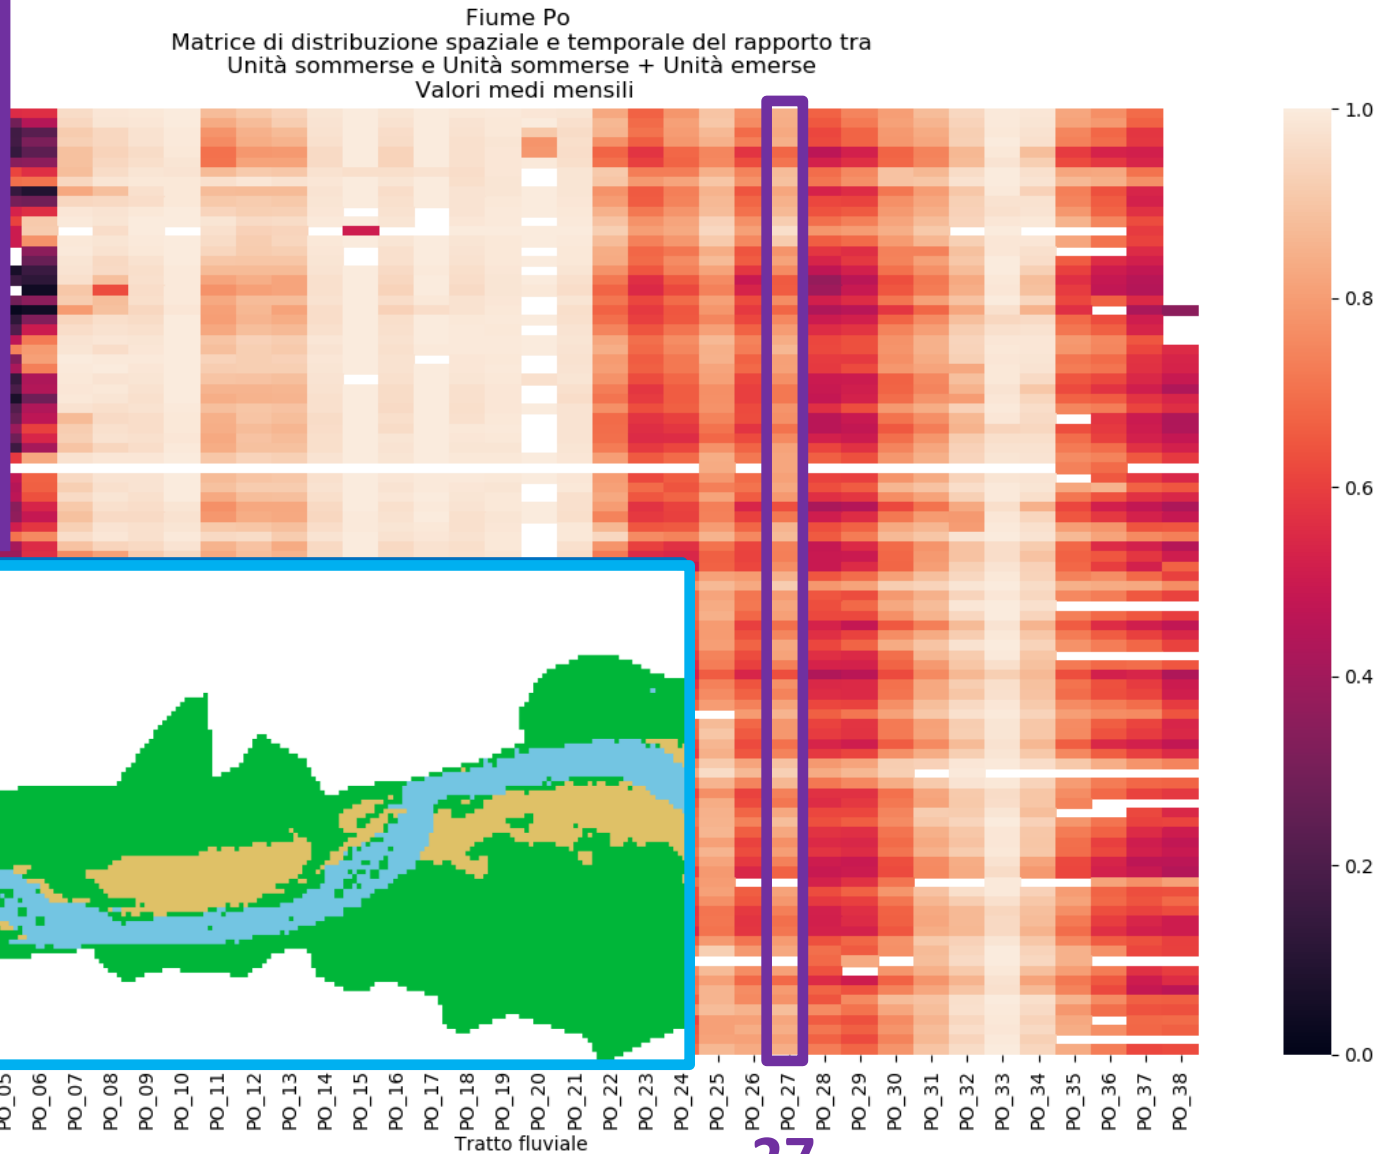 Fiume Po
Matrice di distribuzione spaziale e temporale del rapporto tra
Unità sommerse e Unità sommerse + Unità emerse
Valori medi mensili
1.0
0.8
0.6
0.4
0.2
0.0
PO_05
PO_06
PO_07
PO_08
PO_09
PO_10
PO_11
PO_12
PO_13
PO_14
PO_15
PO_16
PO_17
PO_18
PO_19
PO_20
PO_21
PO_22
PO_23
PO_24
PO_25
PO_26
PO_27
PO_28
PO_29
PO_30
PO_31
PO_32
PO_33
PO_34
PO_35
PO_36
PO_37
PO_38
Tratto fluviale
27